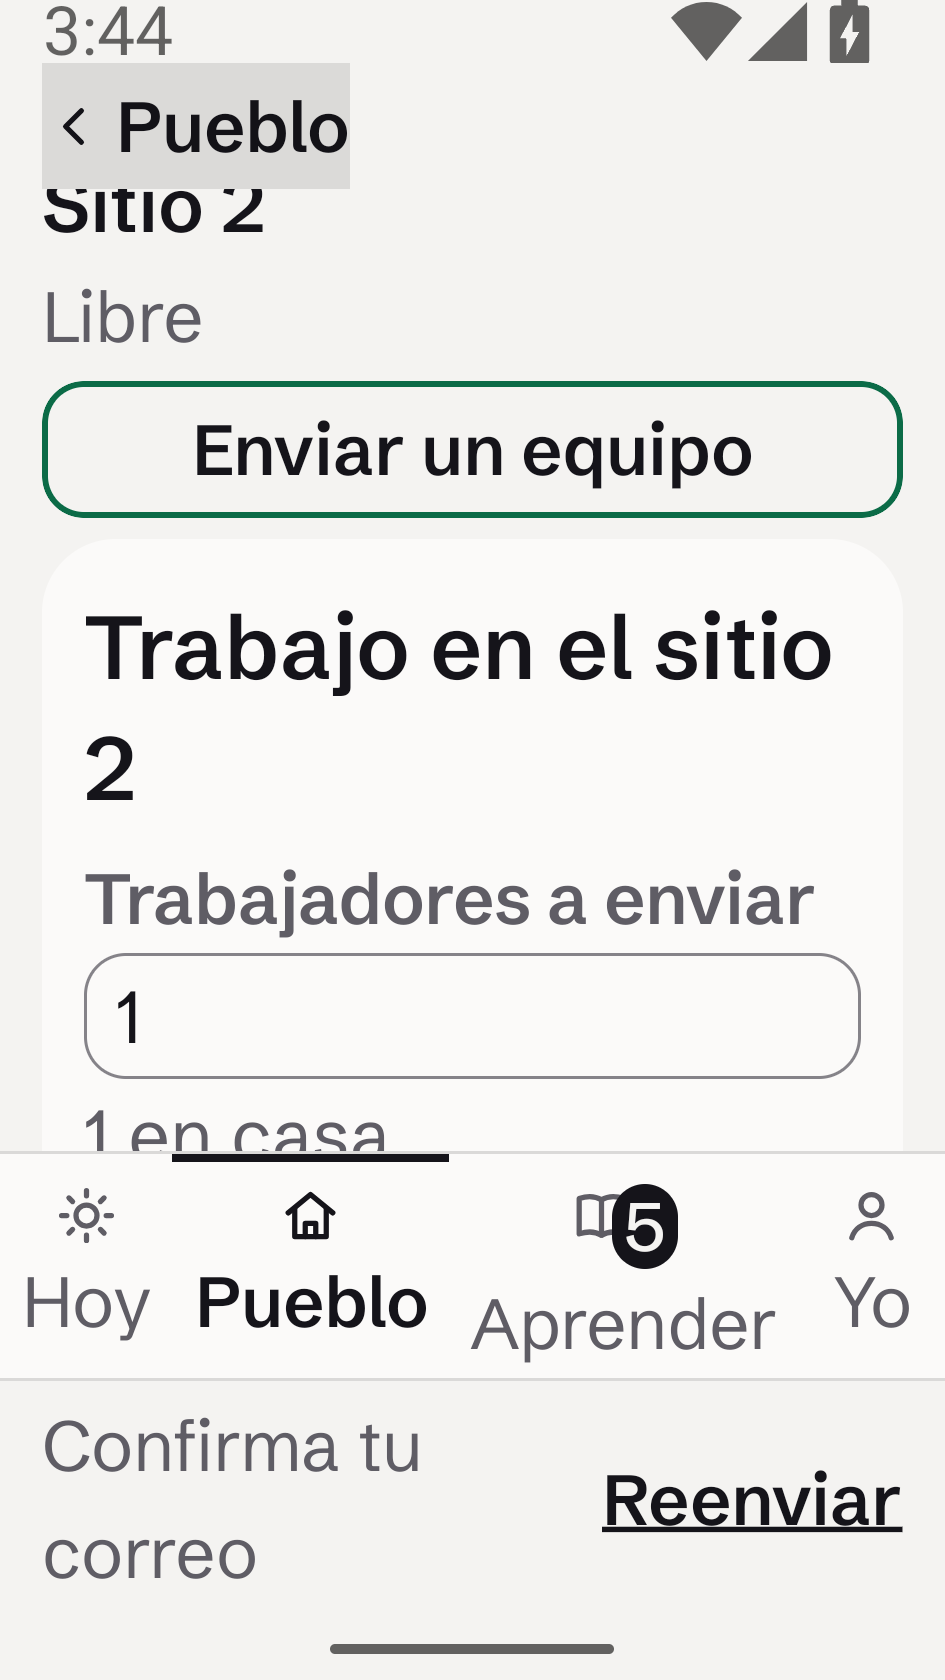 3:44
Pueblo
Sitio 2
Libre
Enviar un equipo
Trabajo en el sitio
2
Trabajadores a enviar
1
1 en casa
5
Hoy
Pueblo
Aprender
Yo
Confirma tu
correo
Reenviar